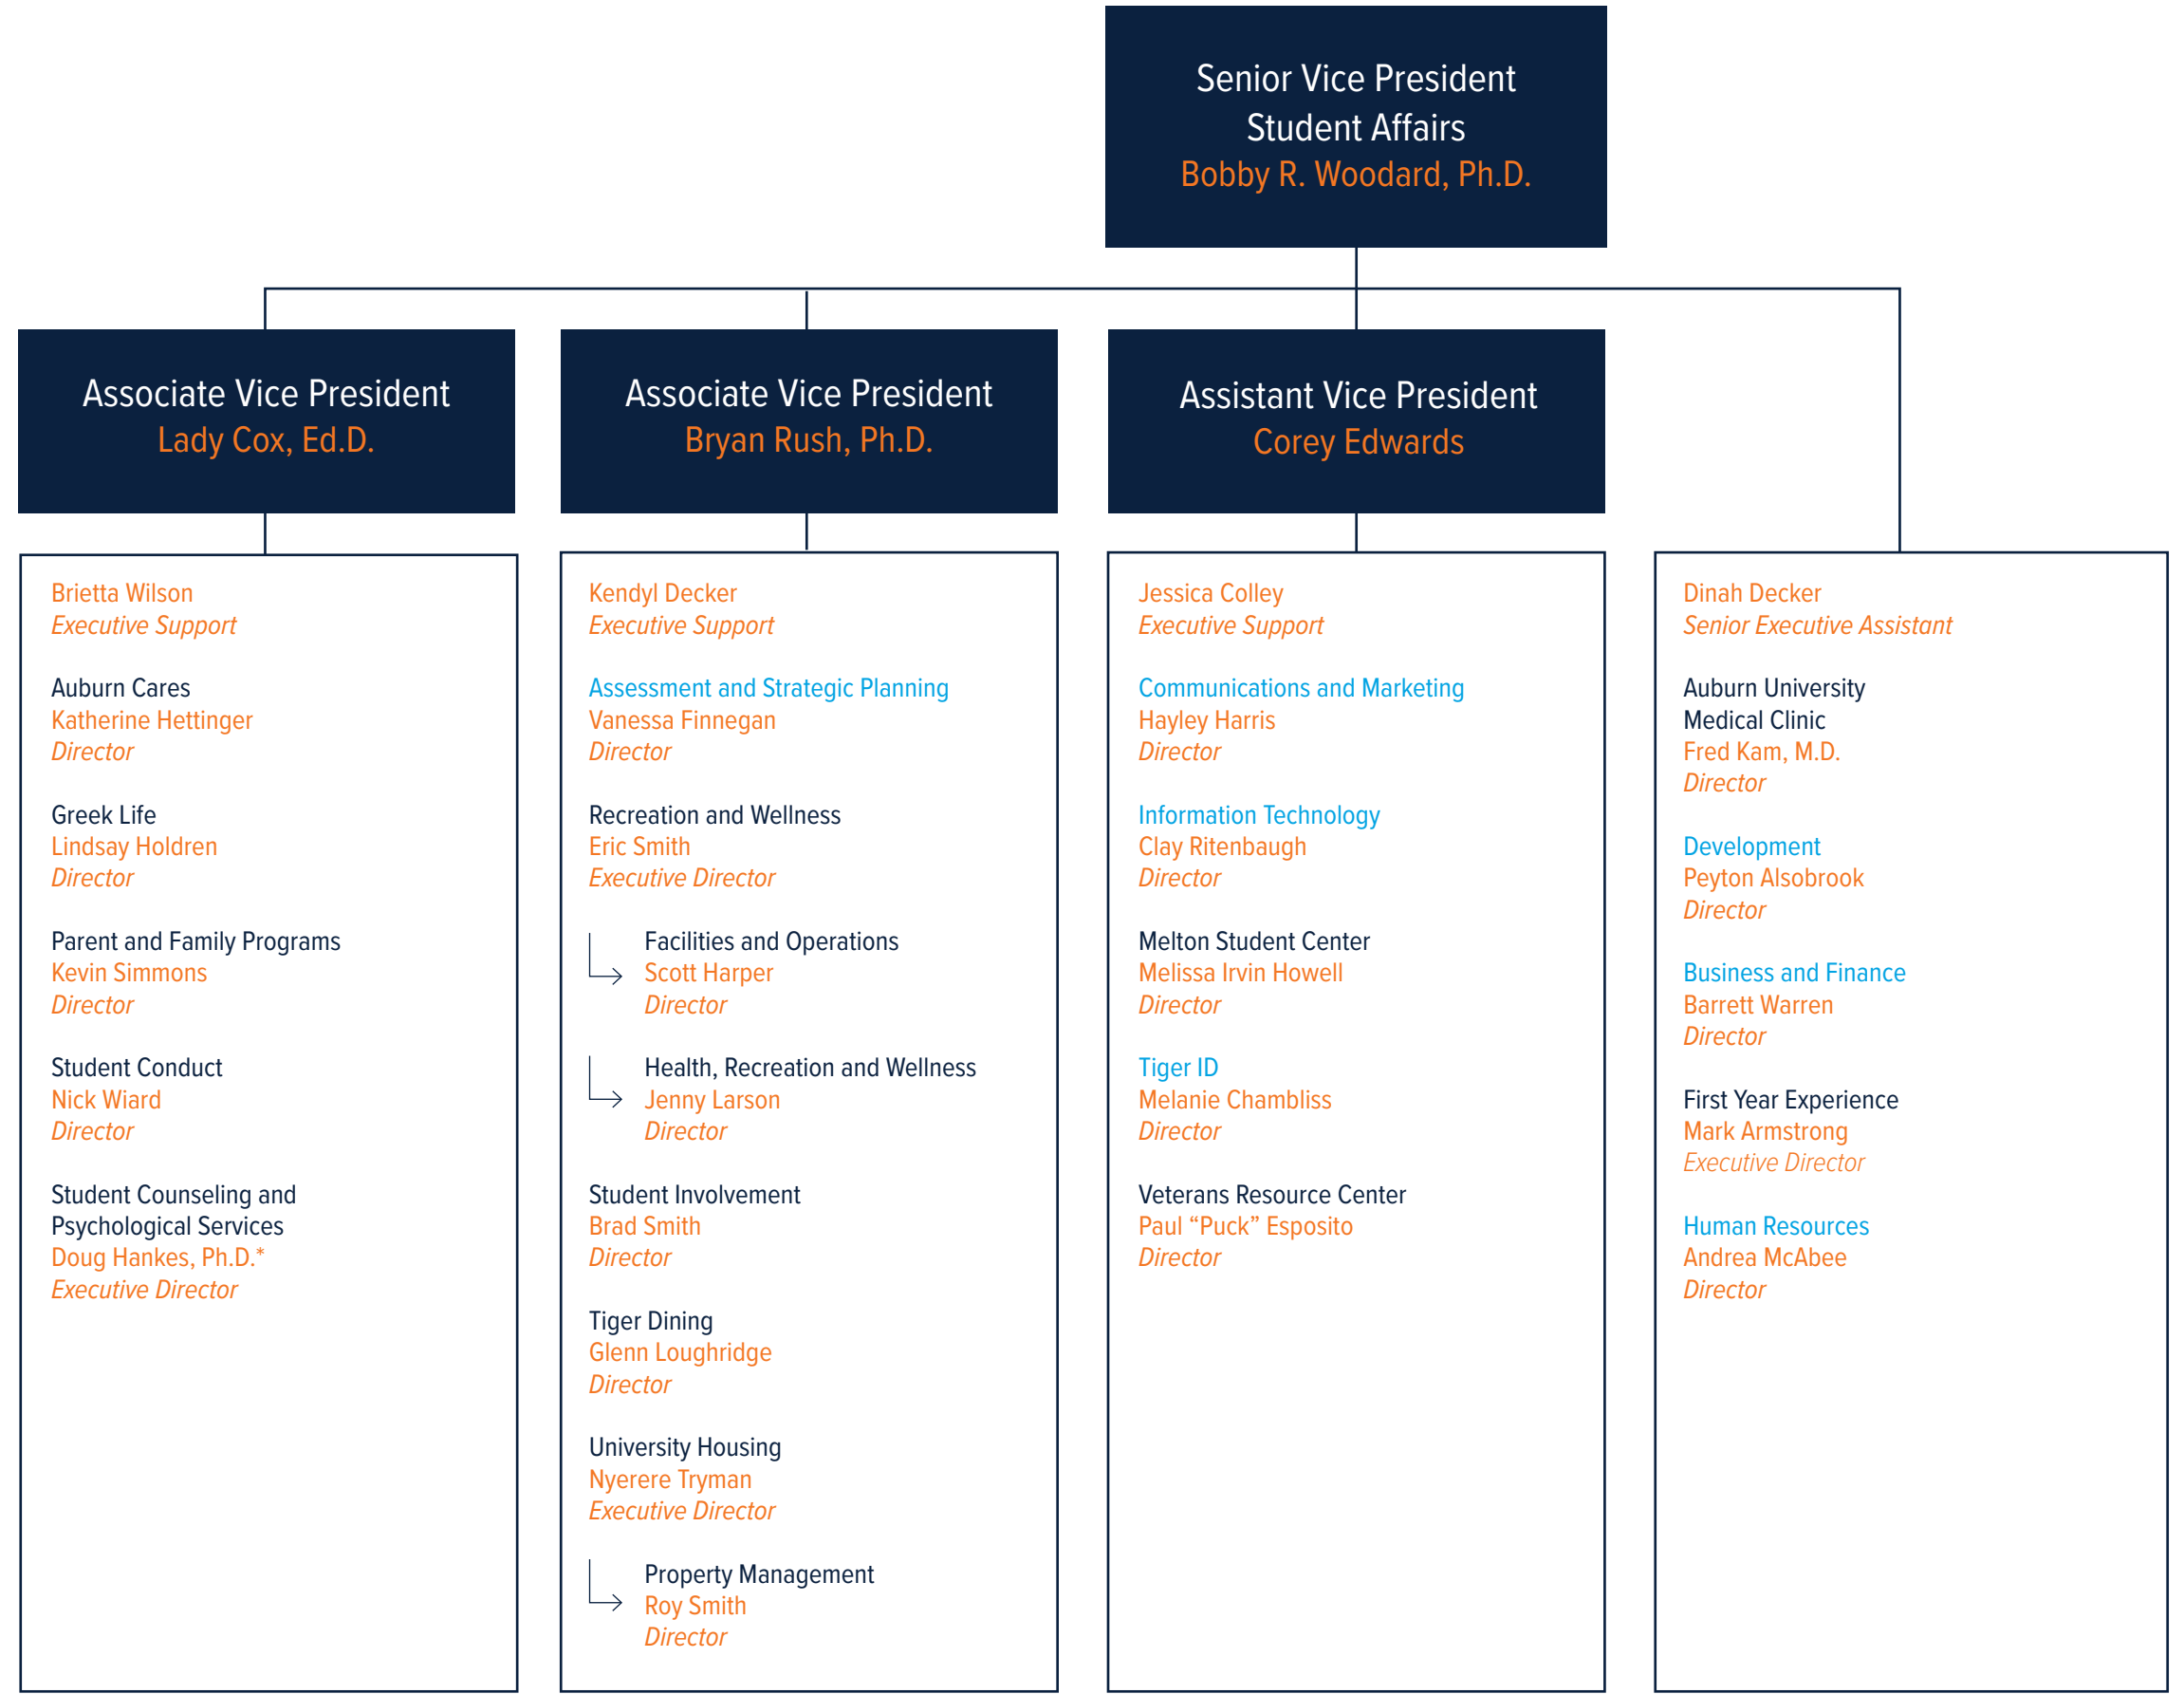 Senior Vice President
Student Affairs
Bobby R. Woodard, Ph.D.
Associate Vice President
Lady Cox, Ed.D.
Associate Vice President
Bryan Rush, Ph.D.
Assistant Vice President
Corey Edwards
Brietta Wilson
Executive Support
Auburn Cares
Katherine Hettinger
Director
Greek Life
Lindsay Holdren
Director
Parent and Family Programs
Kevin Simmons
Director
Student Conduct
Nick Wiard
Director
Student Counseling and
Psychological Services
Doug Hankes, Ph.D.*
Executive Director
Kendyl Decker
Executive Support
Assessment and Strategic Planning
Vanessa Finnegan
Director
Recreation and Wellness
Eric Smith
Executive Director
Facilities and Operations
Scott Harper
Director
Health, Recreation and Wellness
Jenny Larson
Director
Student Involvement
Brad Smith
Director
Tiger Dining
Glenn Loughridge
Director
University Housing
Nyerere Tryman
Executive Director
Property Management
Roy Smith
Director
Jessica Colley
Executive Support
Communications and Marketing
Hayley Harris
Director
Information Technology
Clay Ritenbaugh
Director
Melton Student Center
Melissa Irvin Howell
Director
Tiger ID
Melanie Chambliss
Director
Veterans Resource Center
Paul “Puck” Esposito
Director
Dinah Decker
Senior Executive Assistant
Auburn University
Medical Clinic
Fred Kam, M.D.
Director
Development
Peyton Alsobrook
Director
Business and Finance
Barrett Warren
Director
First Year Experience
Mark Armstrong
Executive Director
Human Resources
Andrea McAbee
Director